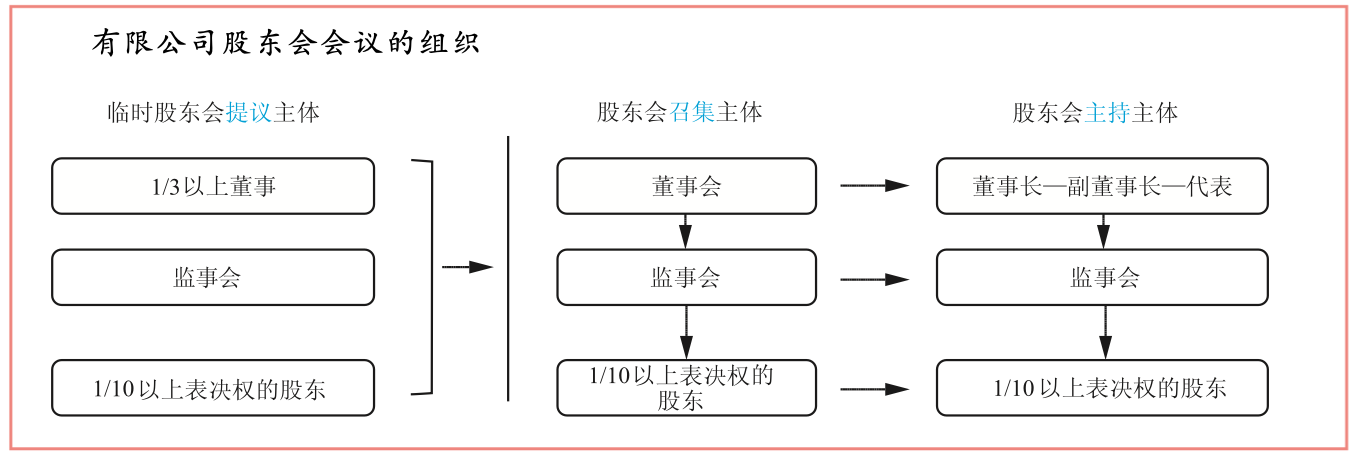 有限公司股东会会议的组织
临时股东会提议主体
股东会召集主体
股东会主持主体
1/3以上董事
董事会
董事长—副董事长—代表
监事会
监事会
监事会
1/10以上表决权的股东
1/10以上表决权的
股东
1/10以上表决权的股东